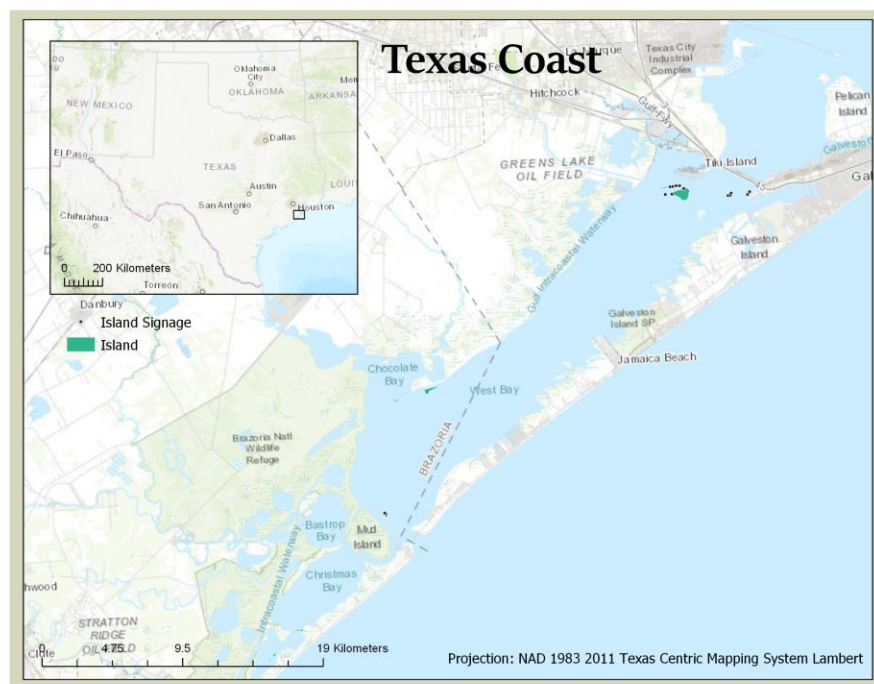 Texas Coast
Oklahoma
City
OKLAHOMA
ARKANSAS
NEW MEXICO
Dallas
El Paso
TEXAS
Austin
San Antonio
Houston
Chihuahua
0 200 Kilometers
Torreon
La Marque
Texas City
Industrial
Complex
Hitchcock
Gulf Fwy
Pelican
Island
Tiki Island
45
GREENS LAKE
OIL FIELD
Gulf Intracoastal Waterway
Galveston
Island
Galveston
Island SP
Jamaica Beach
Danbury
Island Signage
Island
Chocolate
Bay
West Bay
BRAZORIA
Brazoria Natl
Wildlife
Refuge
Bastrop
Bay
Mud
Island
Christmas
Bay
Intracoastal Waterway
STRATTON
RIDGE
OIL FIELD
Clute
0 4.75 9.5 19 Kilometers
Projection: NAD 1983 2011 Texas Centric Mapping System Lambert